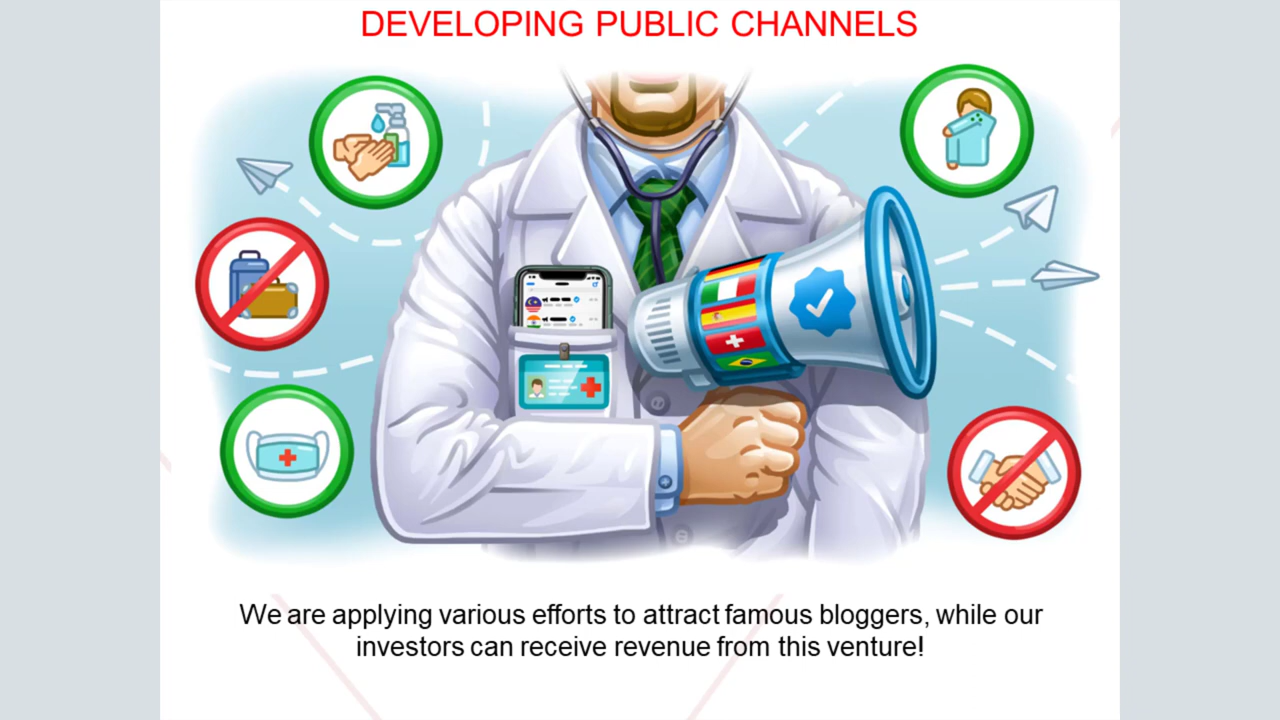 DEVELOPING PUBLIC CHANNELS
We are applying various efforts to attract famous bloggers, while our
investors can receive revenue from this venture!